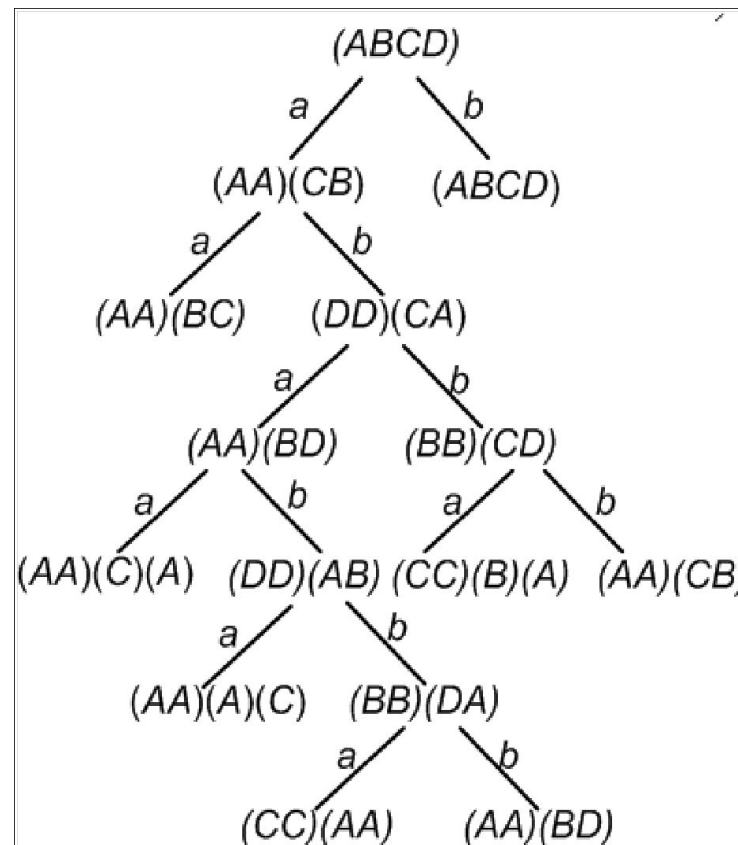 (ABCD)
a b
(AA)(CB) (ABCD)
a b
(AA)(BC) (DD)(CA)
a b
(AA)(BD) (BB)(CD)
a b a b
(AA)(C)(A) (DD)(AB) (CC)(B)(A) (AA)(CB)
a b
(AA)(A)(C) (BB)(DA)
a b
(CC)(AA) (AA)(BD)